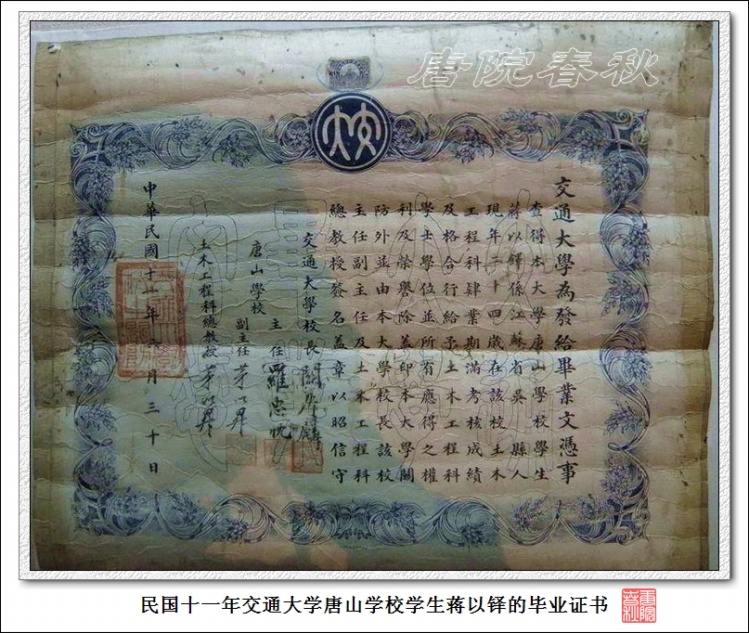 唐院春秋
交通大學為發給畢業文憑事
查得本大學唐山學校學生
蔣以鐸係江蘇省吳縣人
現年二十四歲在該校土木
工程科肄業期滿考核成績
及格合行給予土木工程科
學士學位並所有應得之權
利及榮譽除蓋印本大學關
防外並由本大學校長該校
主任副主任及土木工程科
總教授簽名蓋章以昭信守
交通大學校長
唐山學校
主任 羅忠忱
副主任 茅以昇
土木工程科總教授 茅以昇
中華民國十一年 月三十日
民国十一年交通大学唐山学校学生蒋以铎的毕业证书